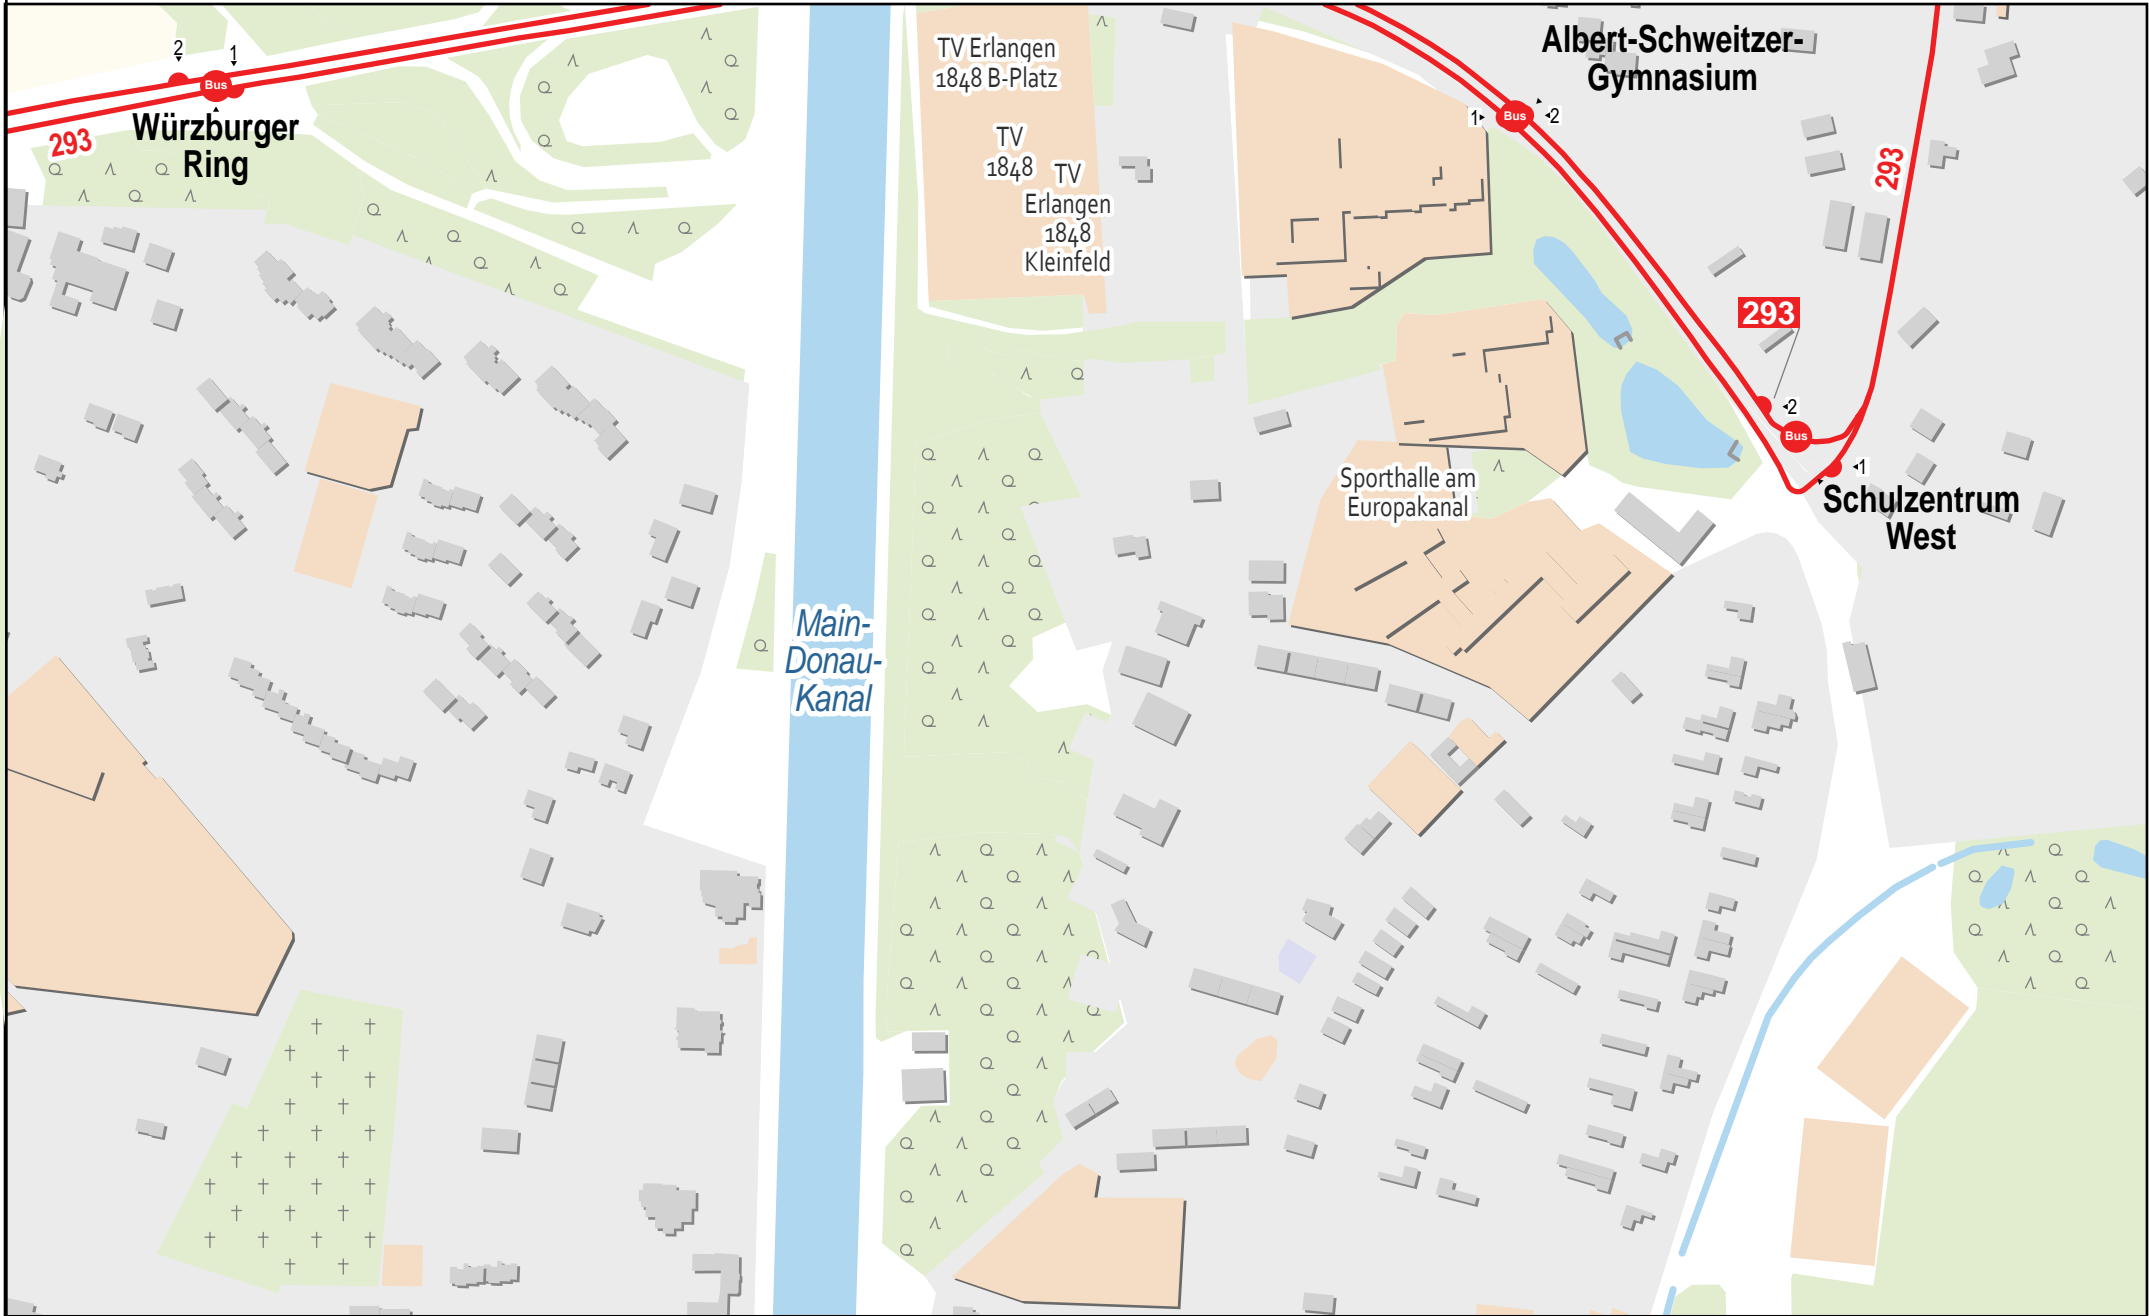 2
1
Bus
Würzburger
Ring
293
TV Erlangen
1848 B-Platz
TV
1848
TV
Erlangen
1848
Kleinfeld
Albert-Schweitzer-
Gymnasium
1
Bus
2
293
293
2
Bus
1
Schulzentrum
West
Sporthalle am
Europakanal
Main-
Donau-
Kanal